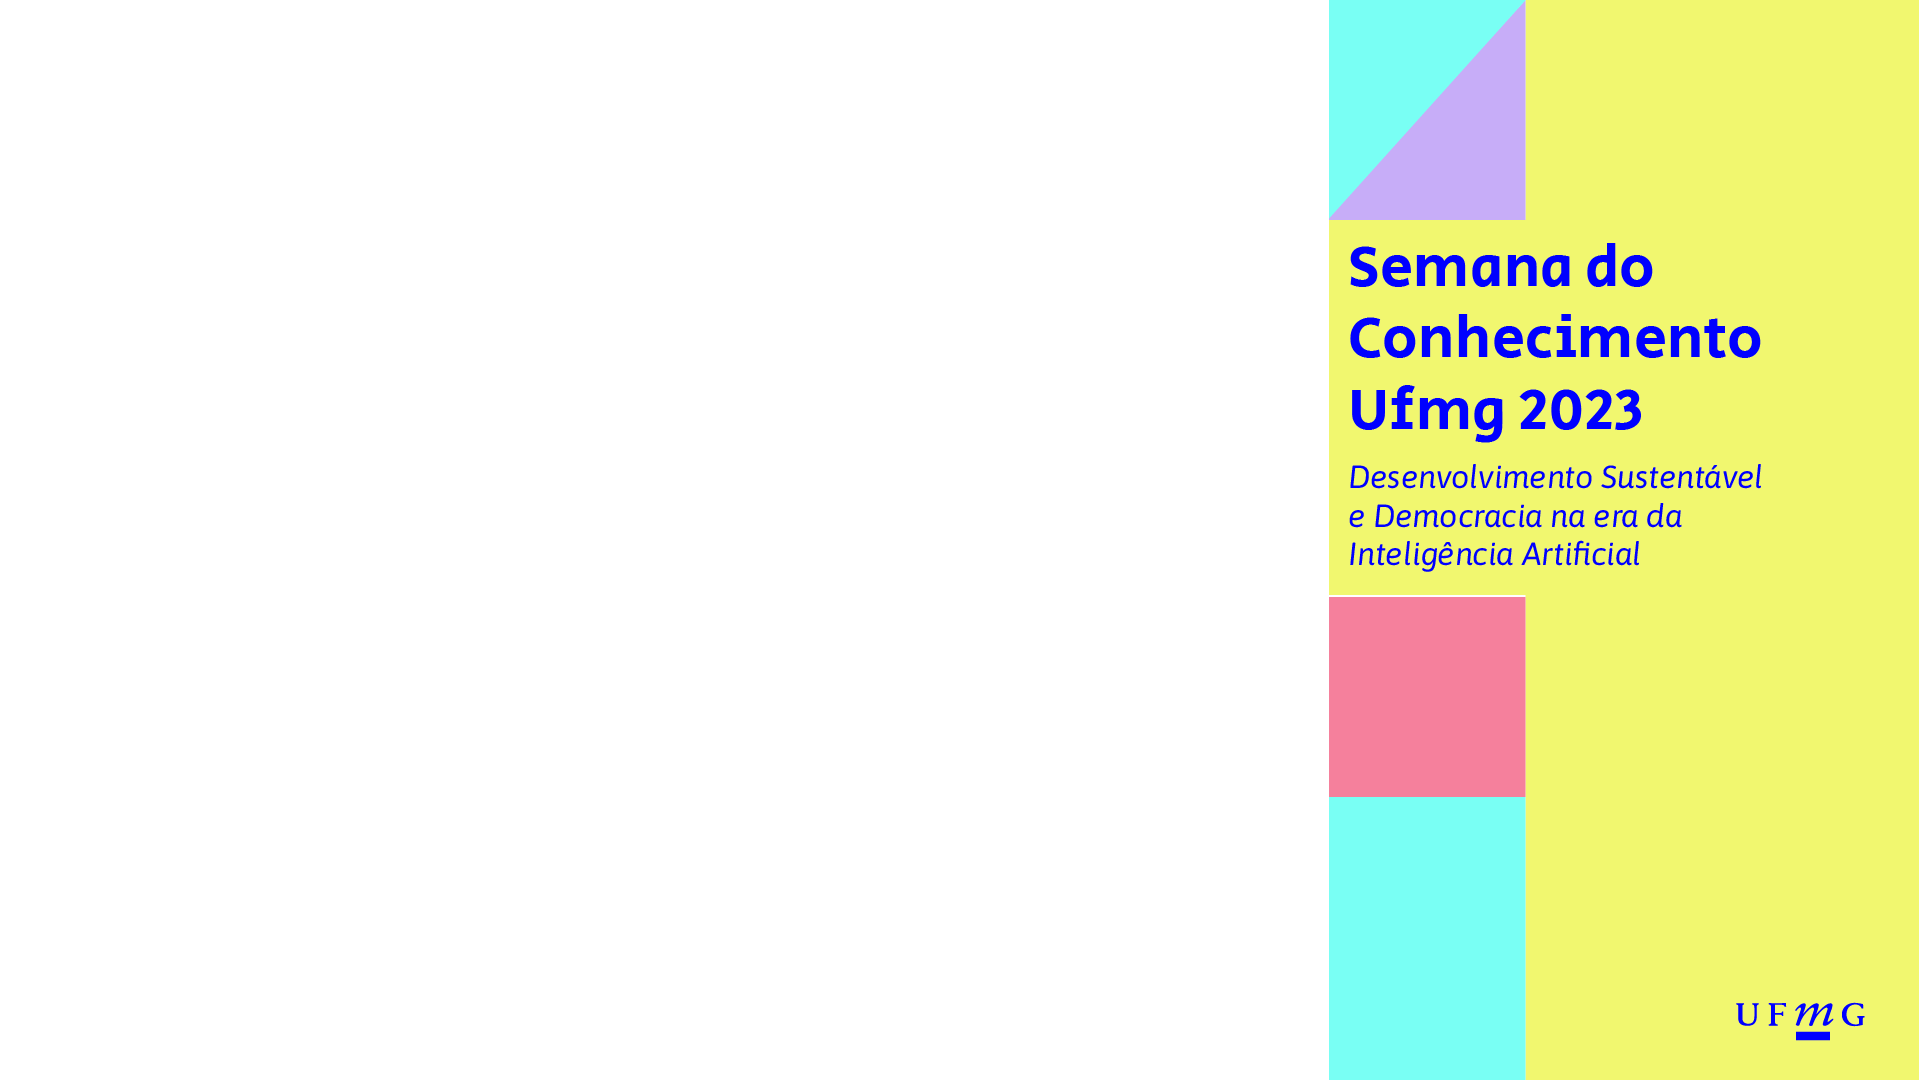 Semana do
Conhecimento
Ufmg 2023
Desenvolvimento Sustentável
e Democracia na era da
Inteligência Artificial
UFmG